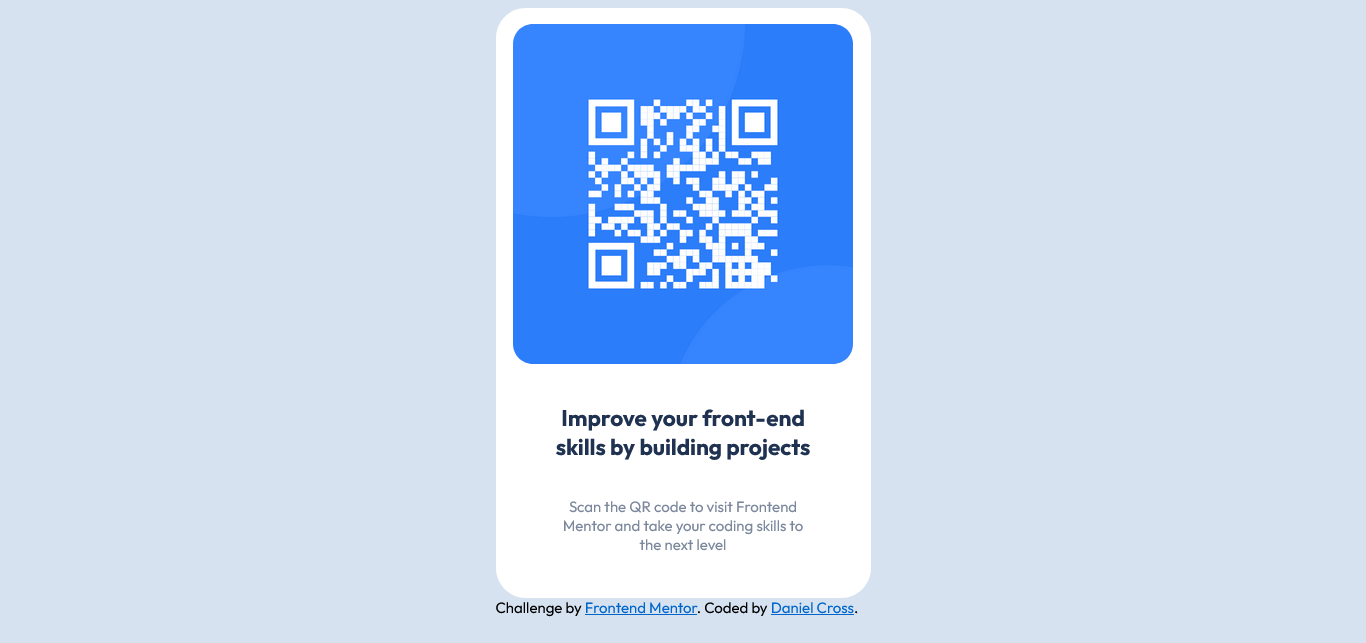 Improve your front-end
skills by building projects
Scan the QR code to visit Frontend
Mentor and take your coding skills to
the next level
Challenge by Frontend Mentor. Coded by Daniel Cross.